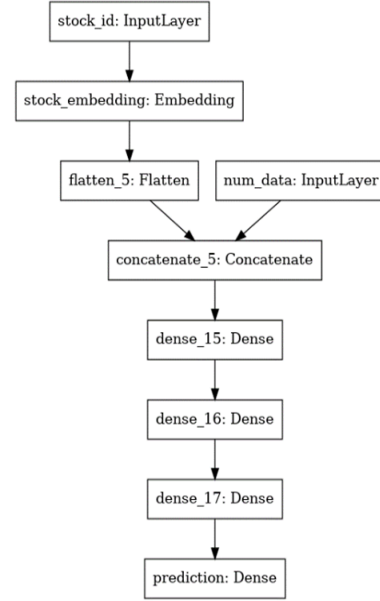 stock_id: InputLayer
stock_embedding: Embedding
flatten_5: Flatten
num_data: InputLayer
concatenate_5: Concatenate
dense_15: Dense
dense_16: Dense
dense_17: Dense
prediction: Dense